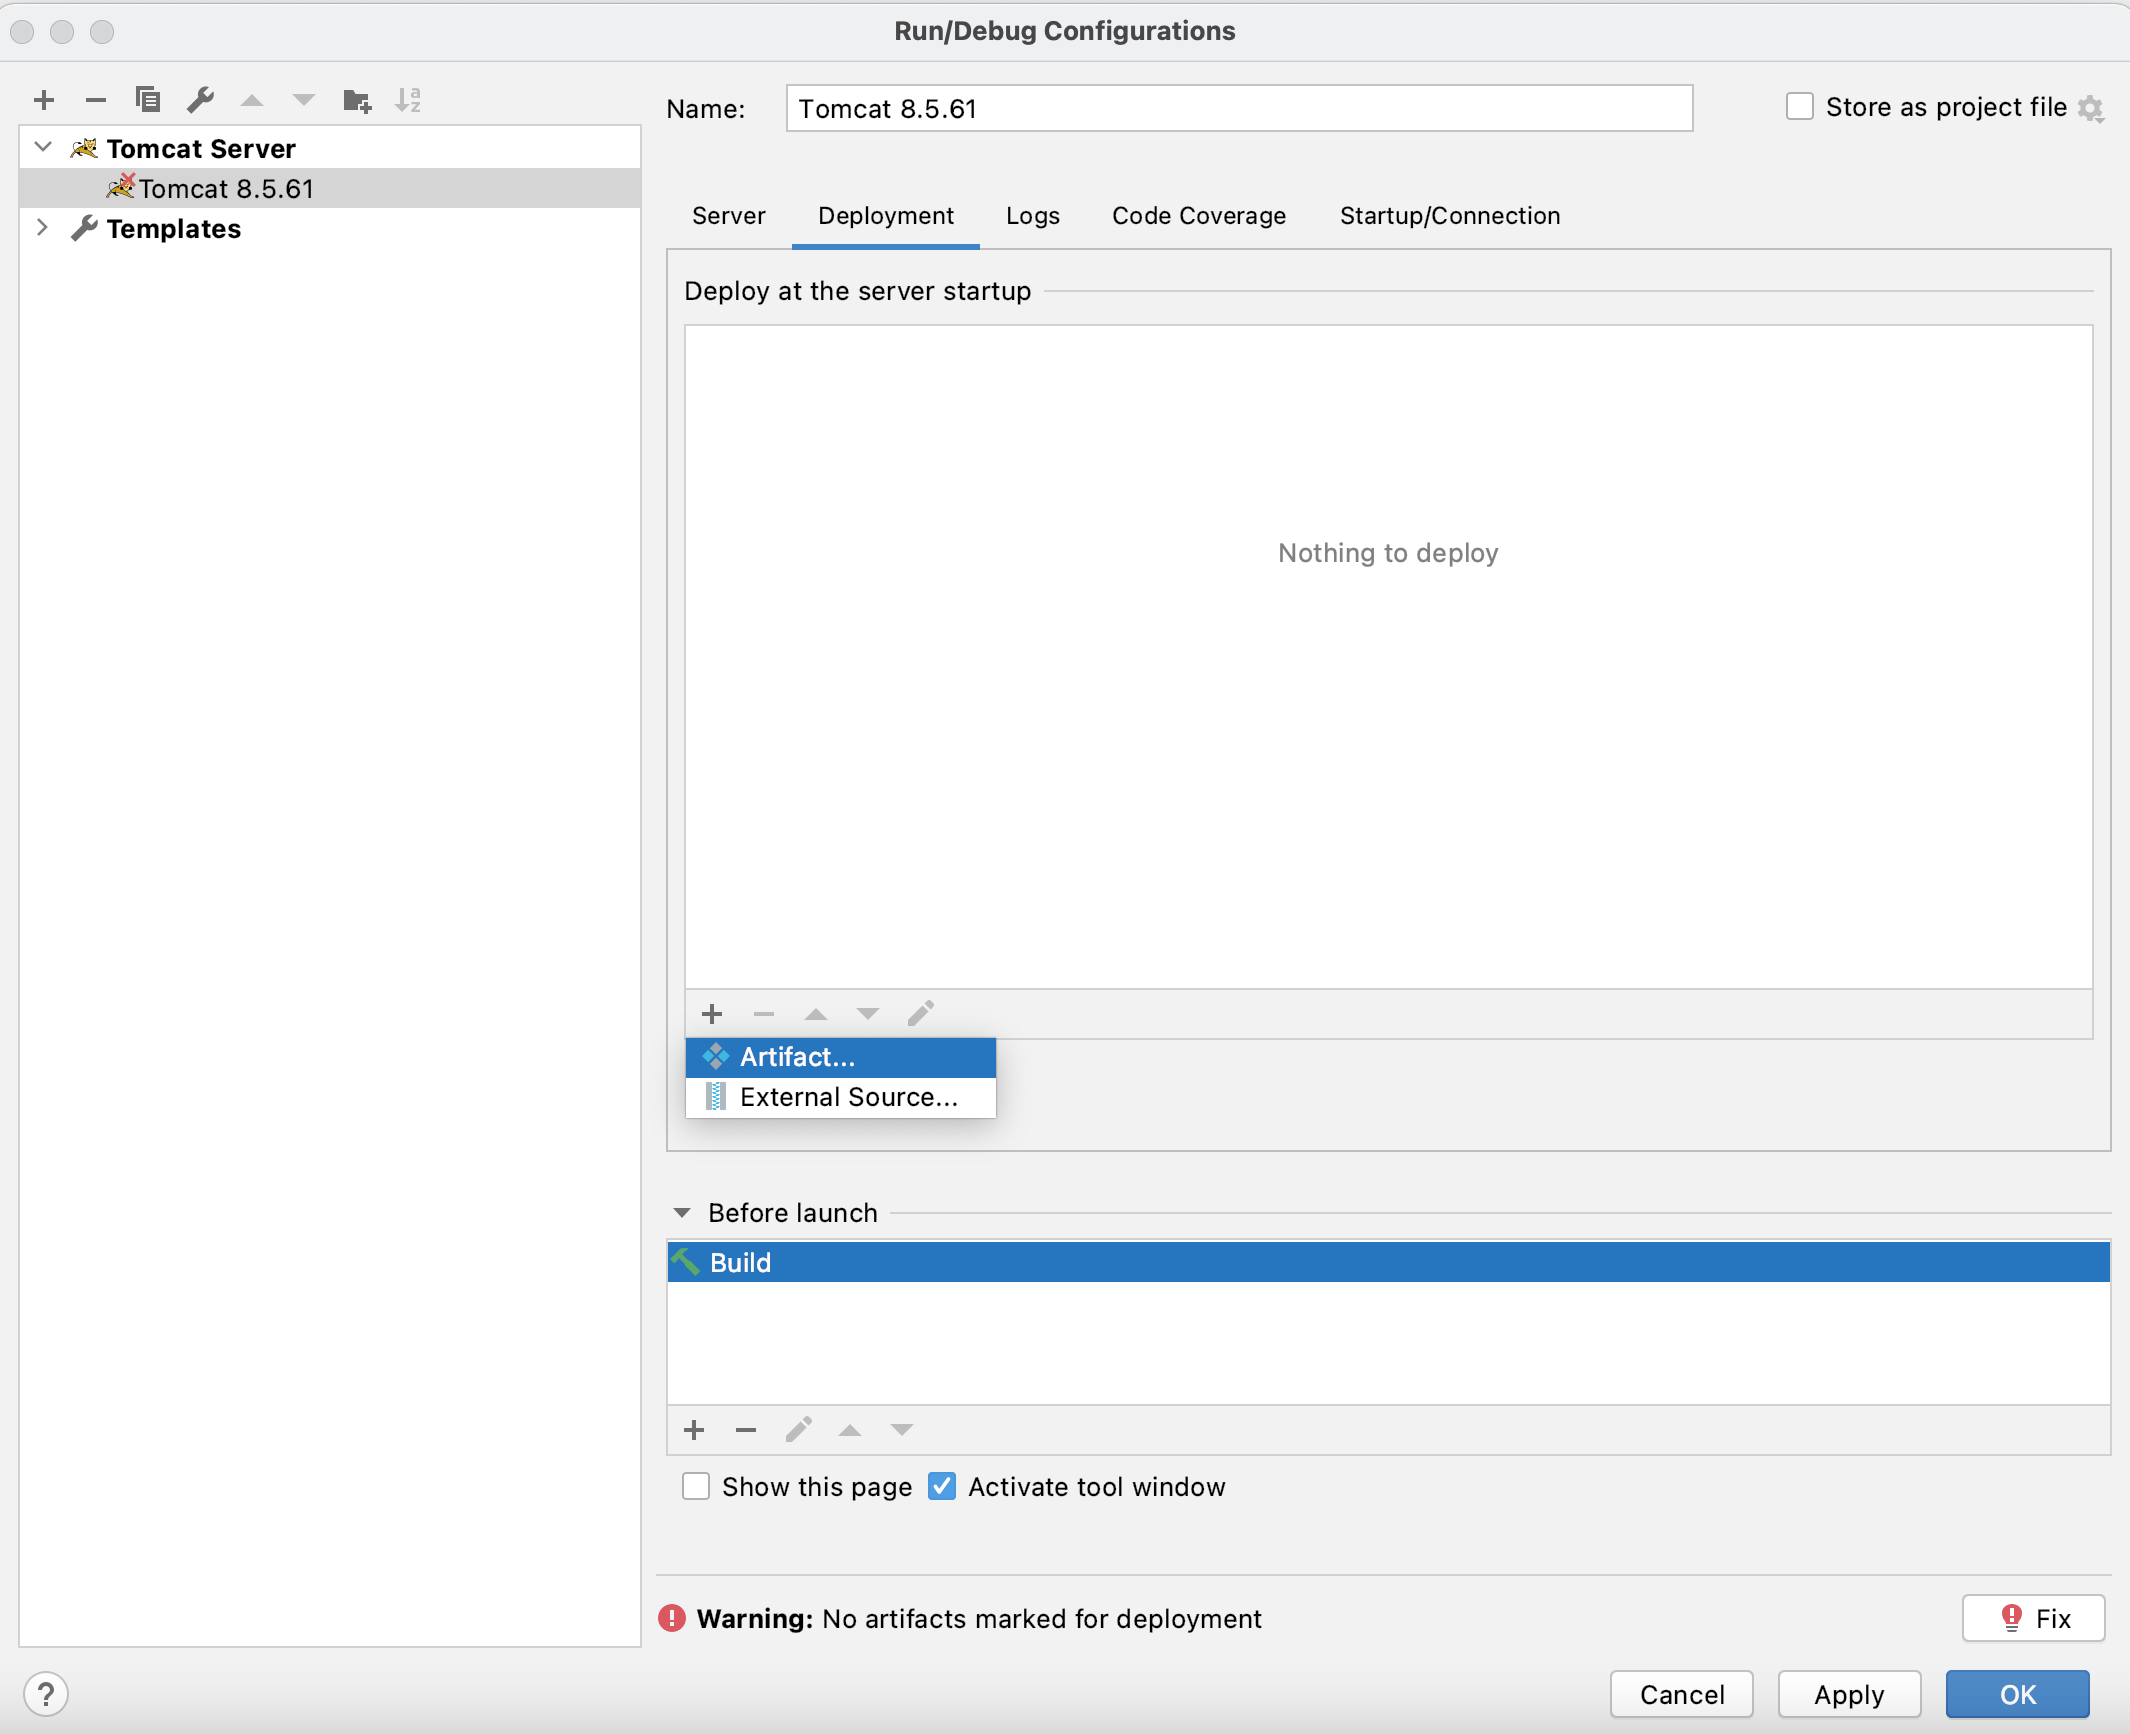 Run/Debug Configurations
Name: Tomcat 8.5.61
Store as project file
Tomcat Server
Tomcat 8.5.61
Templates
Server Deployment Logs Code Coverage Startup/Connection
Deploy at the server startup
Nothing to deploy
Artifact...
External Source...
Before launch
Build
Show this page Activate tool window
Warning: No artifacts marked for deployment
Fix
? Cancel Apply OK